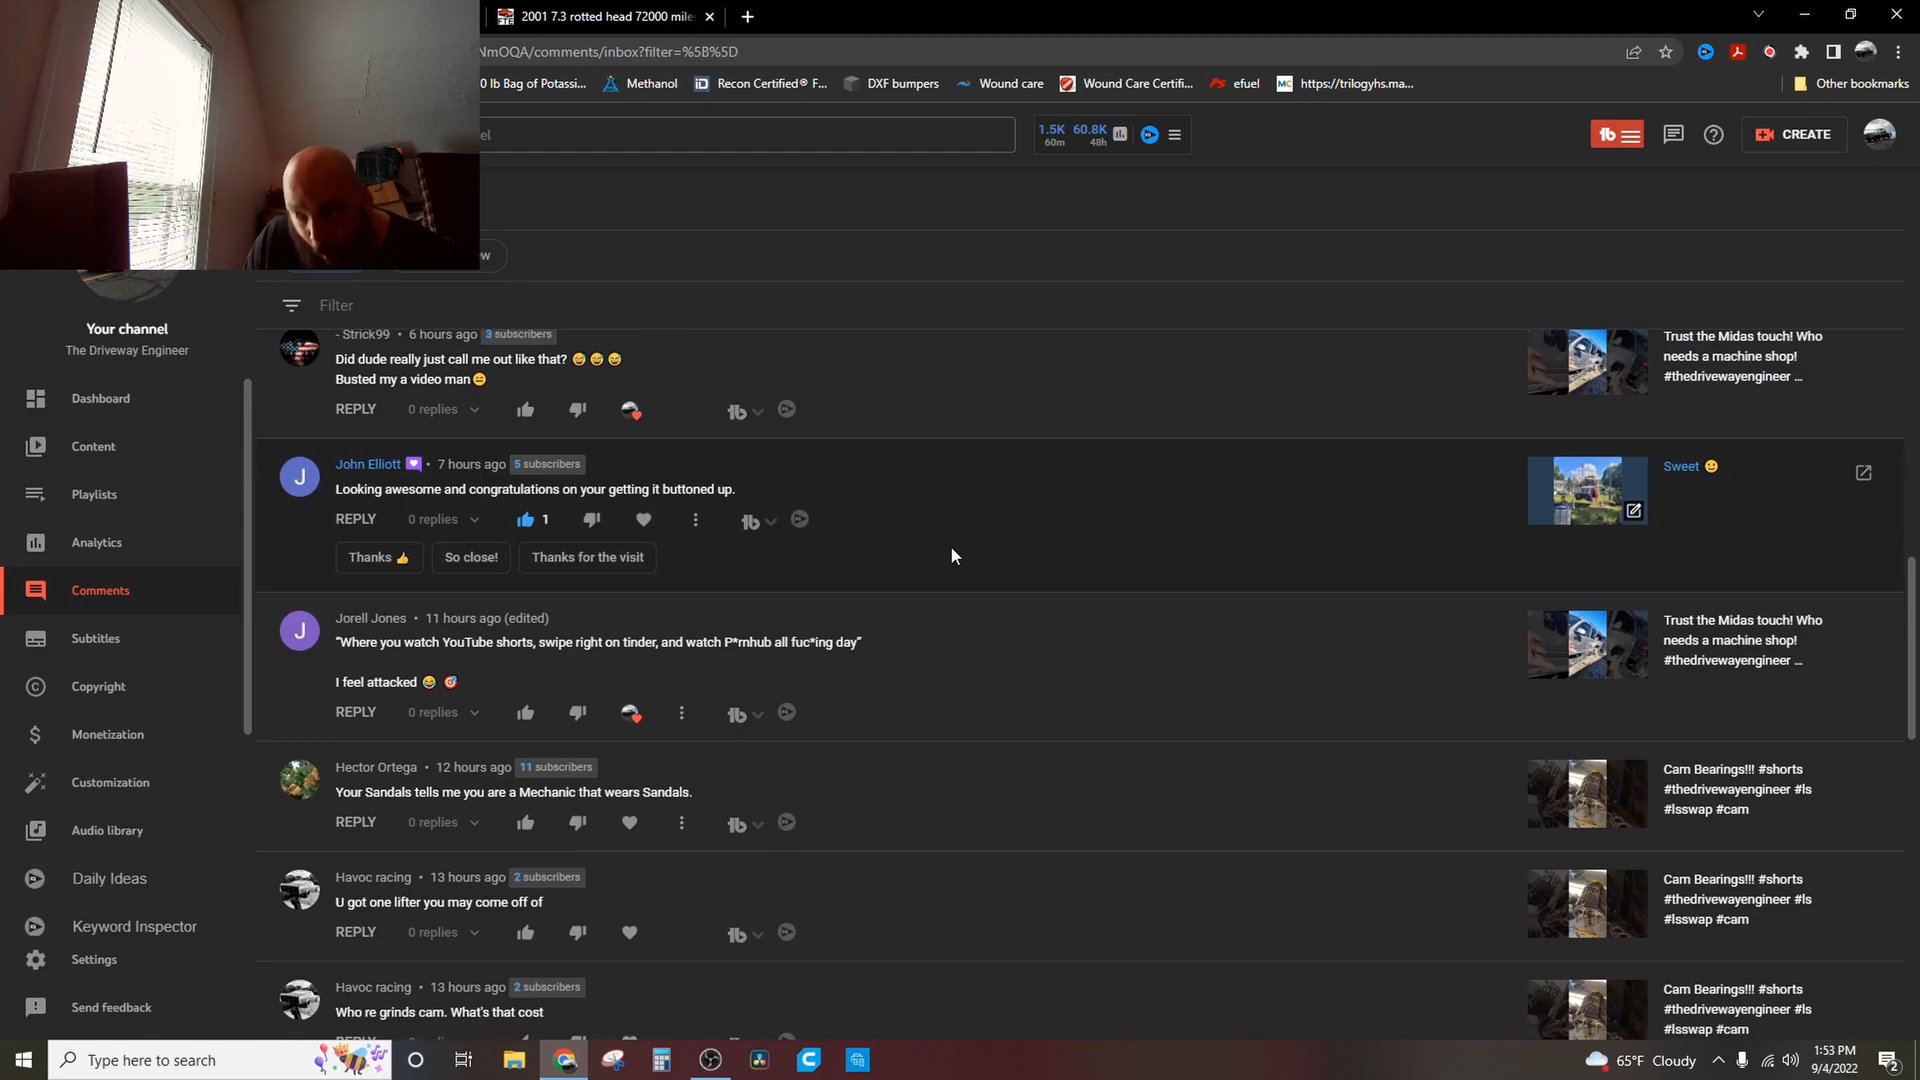 2001 7.3 rotted head 72000 mile
NmOQA/comments/inbox?filter=%5B%5D
0 lb Bag of Potassi...
Methanol
iD Recon Certified® F...
DXF bumpers
Wound care
Wound Care Certifi...
efuel
MC https://trilogyhs.ma...
Other bookmarks
el
1.5K 60.8K
60m 48h
CREATE
ew
Your channel
The Driveway Engineer
Filter
Dashboard
Content
Playlists
Analytics
Comments
Subtitles
Copyright
Monetization
Customization
Audio library
Daily Ideas
Keyword Inspector
Settings
Send feedback
- Strick99 • 6 hours ago 3 subscribers
Did dude really just call me out like that? 😅 😅 😅
Busted my a video man😑
REPLY 0 replies
Trust the Midas touch! Who
needs a machine shop!
#thedrivewayengineer ...
John Elliott • 7 hours ago 5 subscribers
Looking awesome and congratulations on your getting it buttoned up.
REPLY 0 replies 1
Thanks 👍 So close! Thanks for the visit
Sweet 🙂
Jorell Jones • 11 hours ago (edited)
“Where you watch YouTube shorts, swipe right on tinder, and watch P*rnhub all fuc*ing day”
I feel attacked 😂 🎯
REPLY 0 replies
Trust the Midas touch! Who
needs a machine shop!
#thedrivewayengineer ...
Hector Ortega • 12 hours ago 11 subscribers
Your Sandals tells me you are a Mechanic that wears Sandals.
REPLY 0 replies
Cam Bearings!!! #shorts
#thedrivewayengineer #ls
#lsswap #cam
Havoc racing • 13 hours ago 2 subscribers
U got one lifter you may come off of
REPLY 0 replies
Cam Bearings!!! #shorts
#thedrivewayengineer #ls
#lsswap #cam
Havoc racing • 13 hours ago 2 subscribers
Who re grinds cam. What's that cost
Cam Bearings!!! #shorts
#thedrivewayengineer #ls
#lsswap #cam
Type here to search
65°F Cloudy
1:53 PM
9/4/2022
2